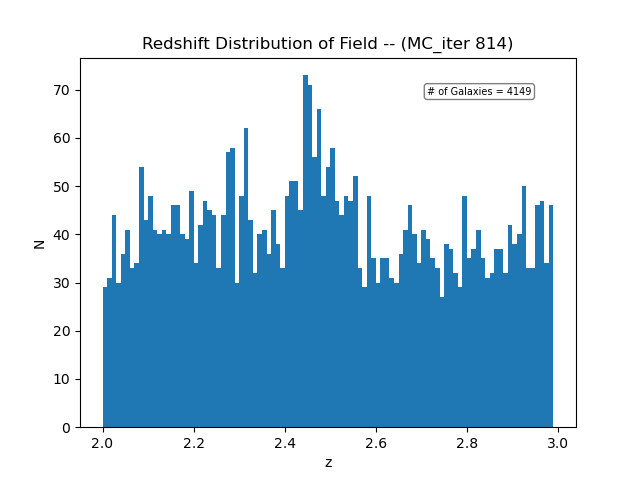 Redshift Distribution of Field -- (MC_iter 814)
# of Galaxies = 4149
70
60
50
40
30
20
10
0
N
2.0 2.2 2.4 2.6 2.8 3.0
z